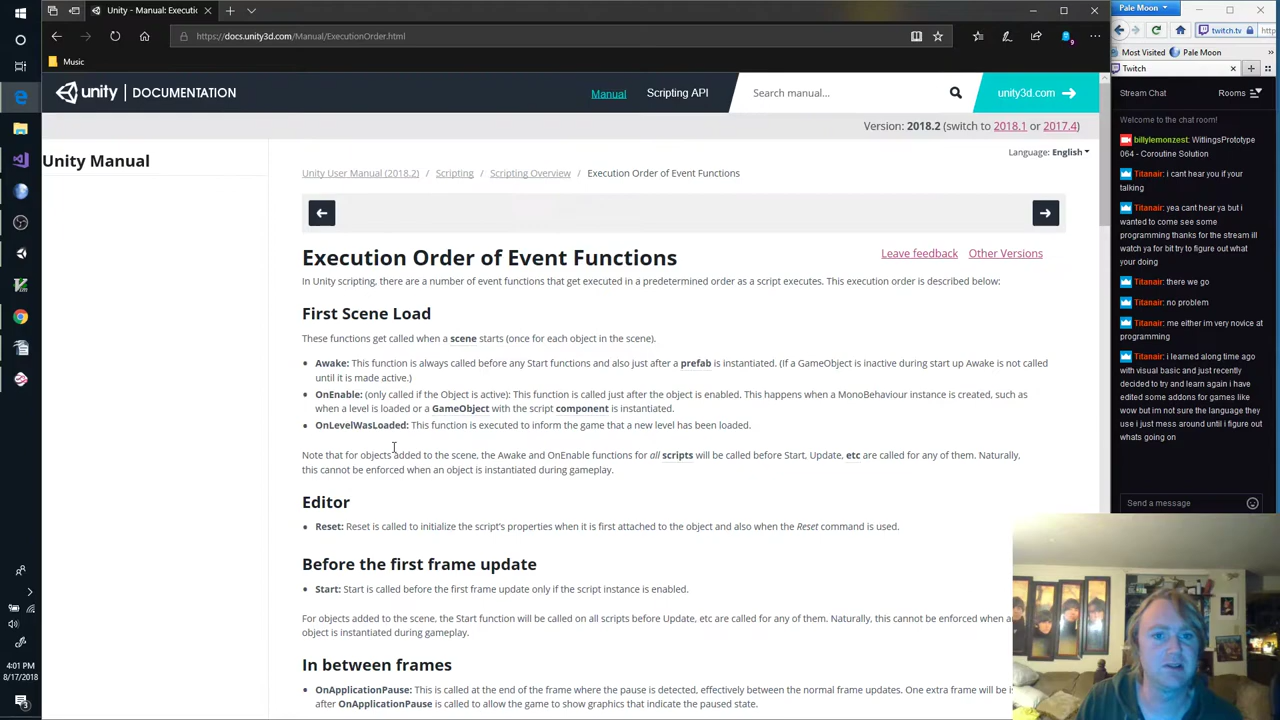 Unity - Manual: Executi
https://docs.unity3d.com/Manual/ExecutionOrder.html
9
Music
unity | DOCUMENTATION
Manual
Scripting API
Search manual...
unity3d.com
Version: 2018.2 (switch to 2018.1 or 2017.4)
Unity Manual
Language: English
Unity User Manual (2018.2) / Scripting / Scripting Overview / Execution Order of Event Functions
Execution Order of Event Functions
Leave feedback
Other Versions
In Unity scripting, there are a number of event functions that get executed in a predetermined order as a script executes. This execution order is described below:
First Scene Load
These functions get called when a scene starts (once for each object in the scene).
Awake: This function is always called before any Start functions and also just after a prefab is instantiated. (If a GameObject is inactive during start up Awake is not called
until it is made active.)
OnEnable: (only called if the Object is active): This function is called just after the object is enabled. This happens when a MonoBehaviour instance is created, such as
when a level is loaded or a GameObject with the script component is instantiated.
OnLevelWasLoaded: This function is executed to inform the game that a new level has been loaded.
Note that for objects added to the scene, the Awake and OnEnable functions for all scripts will be called before Start, Update, etc are called for any of them. Naturally,
this cannot be enforced when an object is instantiated during gameplay.
Editor
Reset: Reset is called to initialize the script's properties when it is first attached to the object and also when the Reset command is used.
Before the first frame update
Start: Start is called before the first frame update only if the script instance is enabled.
For objects added to the scene, the Start function will be called on all scripts before Update, etc are called for any of them. Naturally, this cannot be enforced when a
object is instantiated during gameplay.
In between frames
OnApplicationPause: This is called at the end of the frame where the pause is detected, effectively between the normal frame updates. One extra frame will be
after OnApplicationPause is called to allow the game to show graphics that indicate the paused state.
4:01 PM
8/17/2018
3
Pale Moon
twitch.tv
http
Most Visited
Pale Moon
Twitch
Stream Chat
Rooms
Welcome to the chat room!
billylemonzest: WitlingsPrototype
064 - Coroutine Solution
Titanair: i cant hear you if your
talking
Titanair: yea cant hear ya but i
wanted to come see some
programming thanks for the stream ill
watch ya for bit try to figure out what
your doing
Titanair: there we go
Titanair: no problem
Titanair: me either im very novice at
programming
Titanair: i learned along time ago
with visual basic and just recently
decided to try and learn again i have
edited some addons for games like
wow but im not sure the language they
use i just mess around until i figure out
whats going on
Send a message